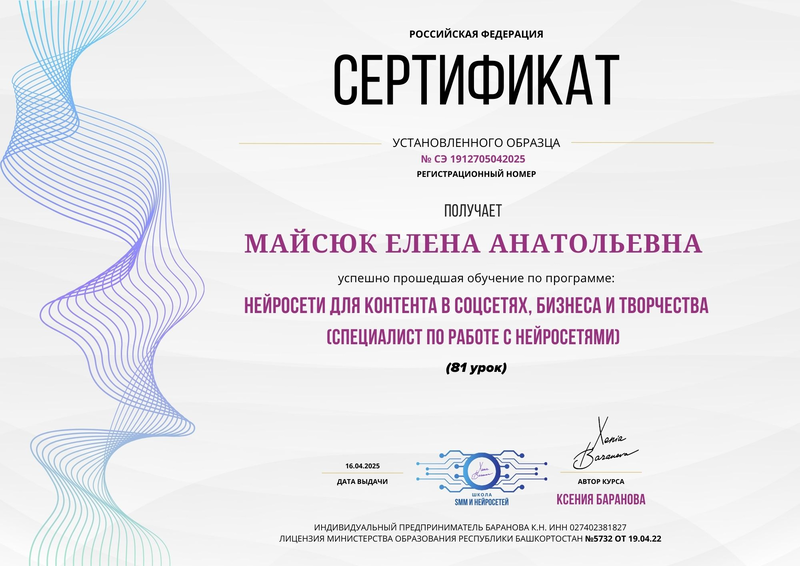 РОССИЙСКАЯ ФЕДЕРАЦИЯ
СЕРТИФИКАТ
УСТАНОВЛЕННОГО ОБРАЗЦА
№ СЭ 1912705042025
РЕГИСТРАЦИОННЫЙ НОМЕР
ПОЛУЧАЕТ
МАЙСЮК ЕЛЕНА АНАТОЛЬЕВНА
успешно прошедшая обучение по программе:
НЕЙРОСЕТИ ДЛЯ КОНТЕНТА В СОЦСЕТЯХ, БИЗНЕСА И ТВОРЧЕСТВА
(СПЕЦИАЛИСТ ПО РАБОТЕ С НЕЙРОСЕТЯМИ)
(81 урок)
Xenia
Baranova
16.04.2025
ДАТА ВЫДАЧИ
ШКОЛА
SMM И НЕЙРОСЕТЕЙ
АВТОР КУРСА
КСЕНИЯ БАРАНОВА
ИНДИВИДУАЛЬНЫЙ ПРЕДПРИНИМАТЕЛЬ БАРАНОВА К.Н. ИНН 027402381827
ЛИЦЕНЗИЯ МИНИСТЕРСТВА ОБРАЗОВАНИЯ РЕСПУБЛИКИ БАШКОРТОСТАН №5732 ОТ 19.04.22